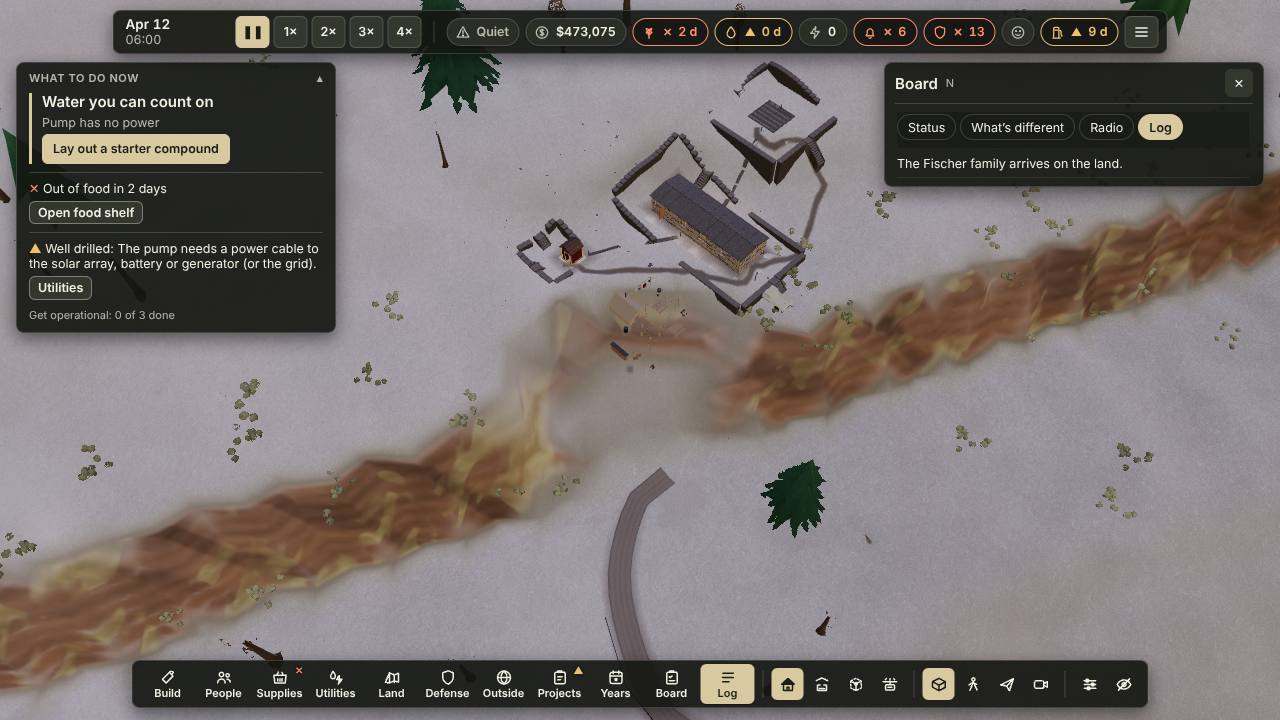 Apr 12
06:00
1×
2×
3×
4×
Quiet
$473,075
× 2 d
0 d
0
× 6
× 13
9 d
WHAT TO DO NOW
Water you can count on
Pump has no power
Lay out a starter compound
× Out of food in 2 days
Open food shelf
Well drilled: The pump needs a power cable to
the solar array, battery or generator (or the grid).
Utilities
Get operational: 0 of 3 done
Board N
Status
What's different
Radio
Log
The Fischer family arrives on the land.
Build
People
Supplies
Utilities
Land
Defense
Outside
Projects
Years
Board
Log